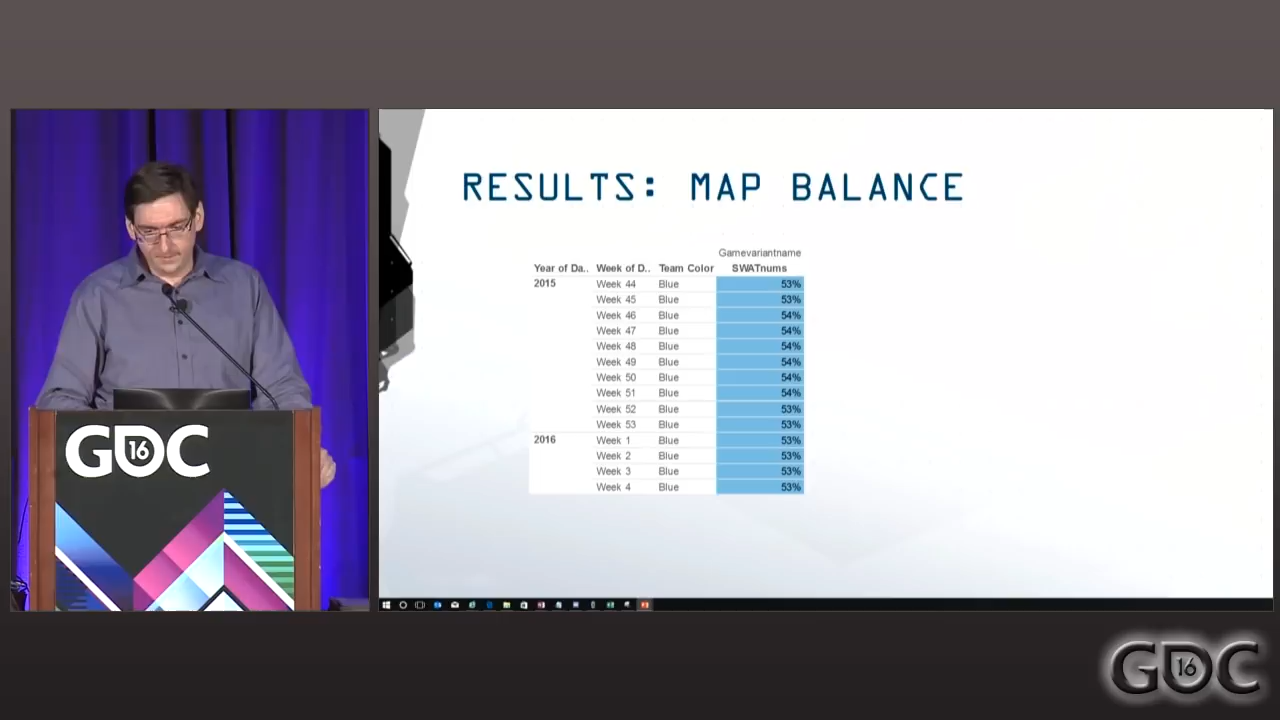 RESULTS: MAP BALANCE
Gamevariantname
Year of Da.. Week of D.. Team Color SWATnums
2015 Week 44 Blue 53%
Week 45 Blue 53%
Week 46 Blue 54%
Week 47 Blue 54%
Week 48 Blue 54%
Week 49 Blue 54%
Week 50 Blue 54%
Week 51 Blue 54%
Week 52 Blue 53%
Week 53 Blue 53%
2016 Week 1 Blue 53%
Week 2 Blue 53%
Week 3 Blue 53%
Week 4 Blue 53%
GDC 16
GDC 16